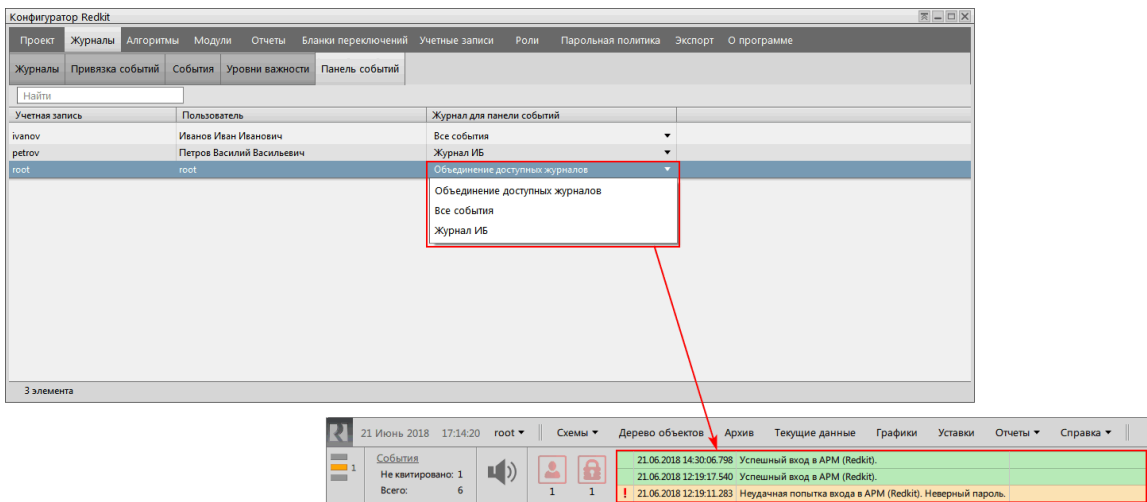 Конфигуратор Redkit
Проект Журналы Алгоритмы Модули Отчеты Бланки переключений Учетные записи Роли Парольная политика Экспорт О программе
Журналы Привязка событий События Уровни важности Панель событий
Найти
Учетная запись Пользователь Журнал для панели событий
ivanov Иванов Иван Иванович Все события
petrov Петров Василий Васильевич Журнал ИБ
root root Объединение доступных журналов
Объединение доступных журналов
Все события
Журнал ИБ
3 элемента
21 Июнь 2018 17:14:20 root Схемы Дерево объектов Архив Текущие данные Графики Уставки Отчеты Справка
1 События
Не квитировано: 1
Всего: 6
1 1
21.06.2018 14:30:06.798 Успешный вход в АРМ (Redkit).
21.06.2018 12:19:17.540 Успешный вход в АРМ (Redkit).
! 21.06.2018 12:19:11.283 Неудачная попытка входа в АРМ (Redkit). Неверный пароль.